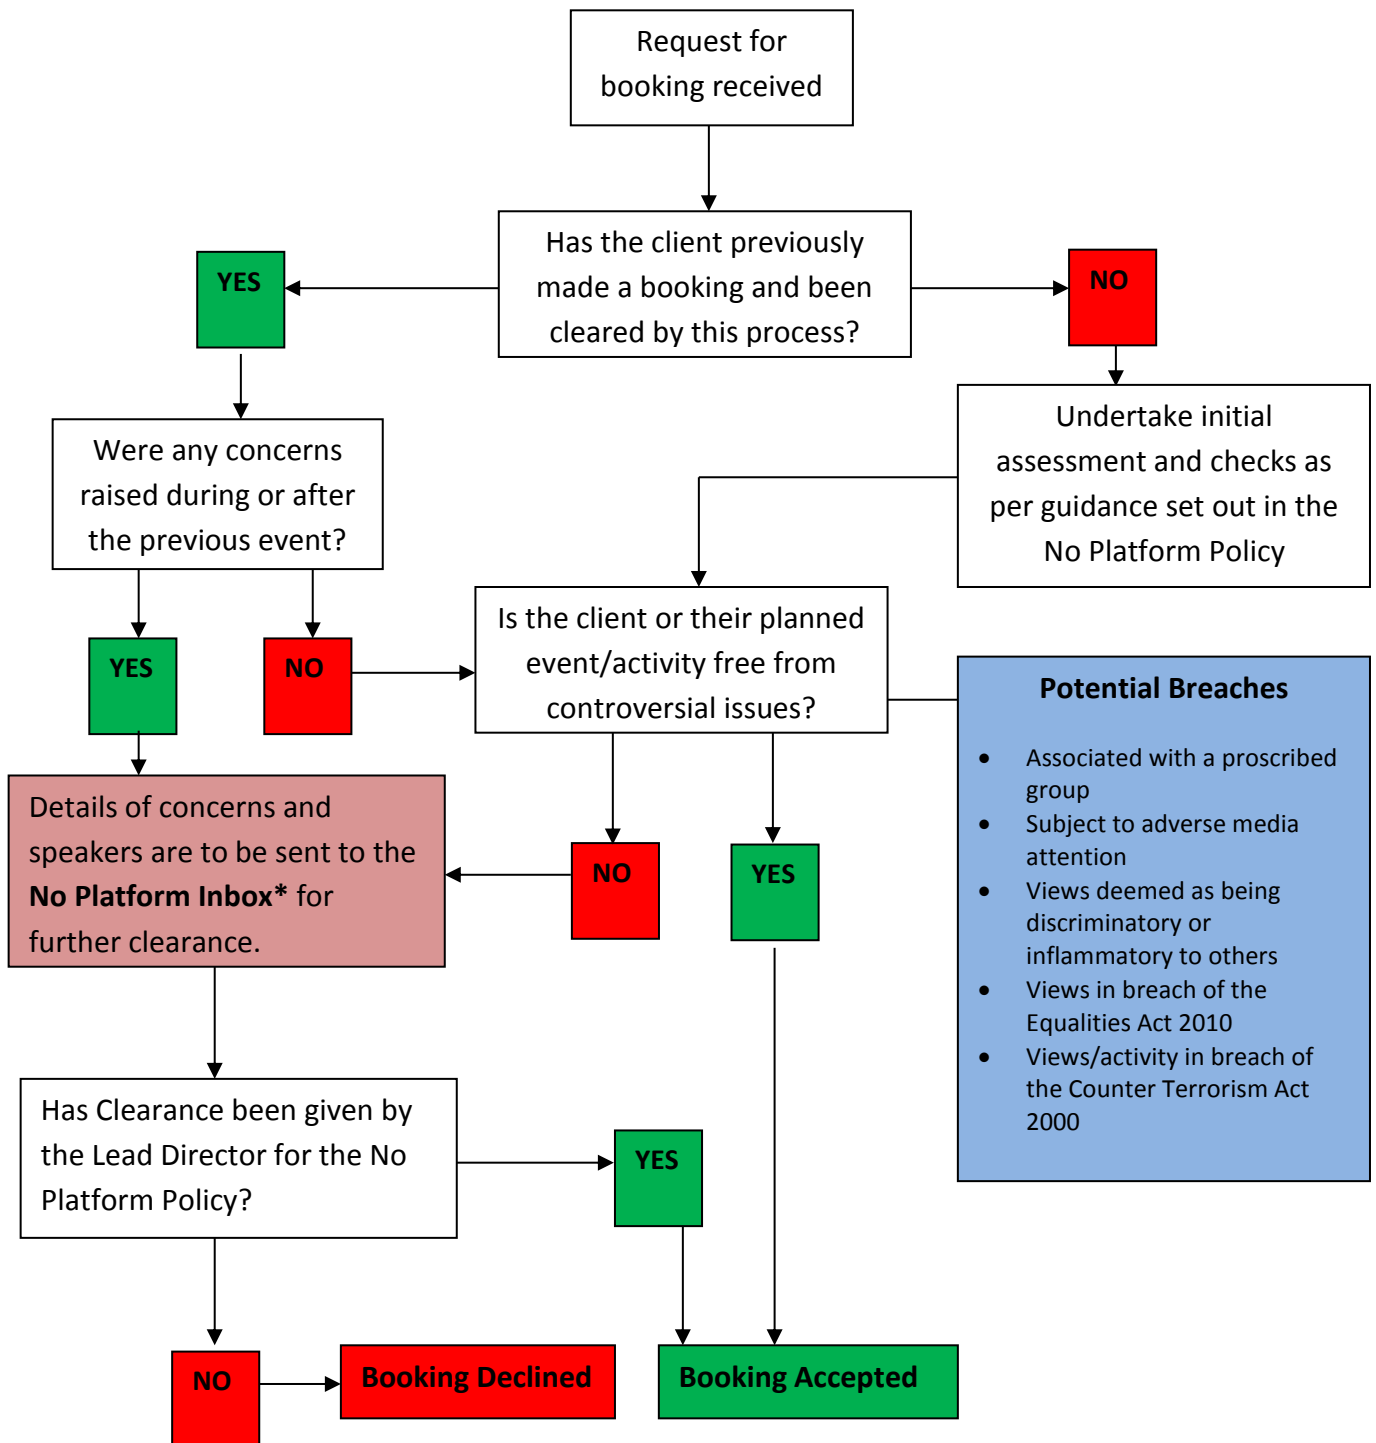 Request for
booking received
Has the client previously
made a booking and been
cleared by this process?
YES
NO
Were any concerns
raised during or after
the previous event?
Undertake initial
assessment and checks as
per guidance set out in the
No Platform Policy
YES
NO
Is the client or their planned
event/activity free from
controversial issues?
Potential Breaches
• Associated with a proscribed
group
• Subject to adverse media
attention
• Views deemed as being
discriminatory or
inflammatory to others
• Views in breach of the
Equalities Act 2010
• Views/activity in breach of
the Counter Terrorism Act
2000
Details of concerns and
speakers are to be sent to the
No Platform Inbox* for
further clearance.
NO
YES
Has Clearance been given by
the Lead Director for the No
Platform Policy?
YES
NO
Booking Declined
Booking Accepted